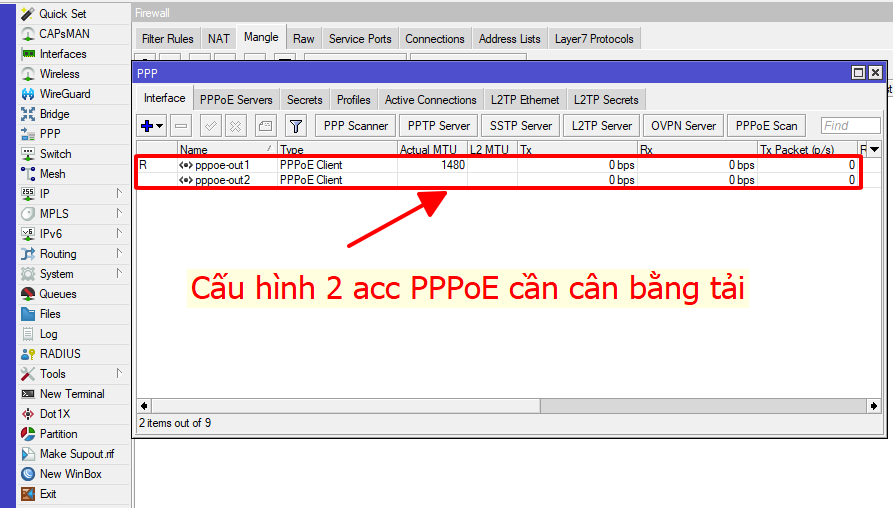 Quick Set
CAPsMAN
Interfaces
Wireless
WireGuard
Bridge
PPP
Switch
Mesh
IP
MPLS
IPv6
Routing
System
Queues
Files
Log
RADIUS
Tools
New Terminal
Dot1X
Partition
Make Supout.rif
New WinBox
Exit
Firewall
Filter Rules NAT Mangle Raw Service Ports Connections Address Lists Layer7 Protocols
PPP
Interface PPPoE Servers Secrets Profiles Active Connections L2TP Ethernet L2TP Secrets
PPP Scanner PPTP Server SSTP Server L2TP Server OVPN Server PPPoE Scan Find
Name Type Actual MTU L2 MTU Tx Rx Tx Packet (p/s) R
R pppoe-out1 PPPoE Client 1480 0 bps 0 bps 0
pppoe-out2 PPPoE Client 0 bps 0 bps 0
Cấu hình 2 acc PPPoE cần cân bằng tải
2 items out of 9